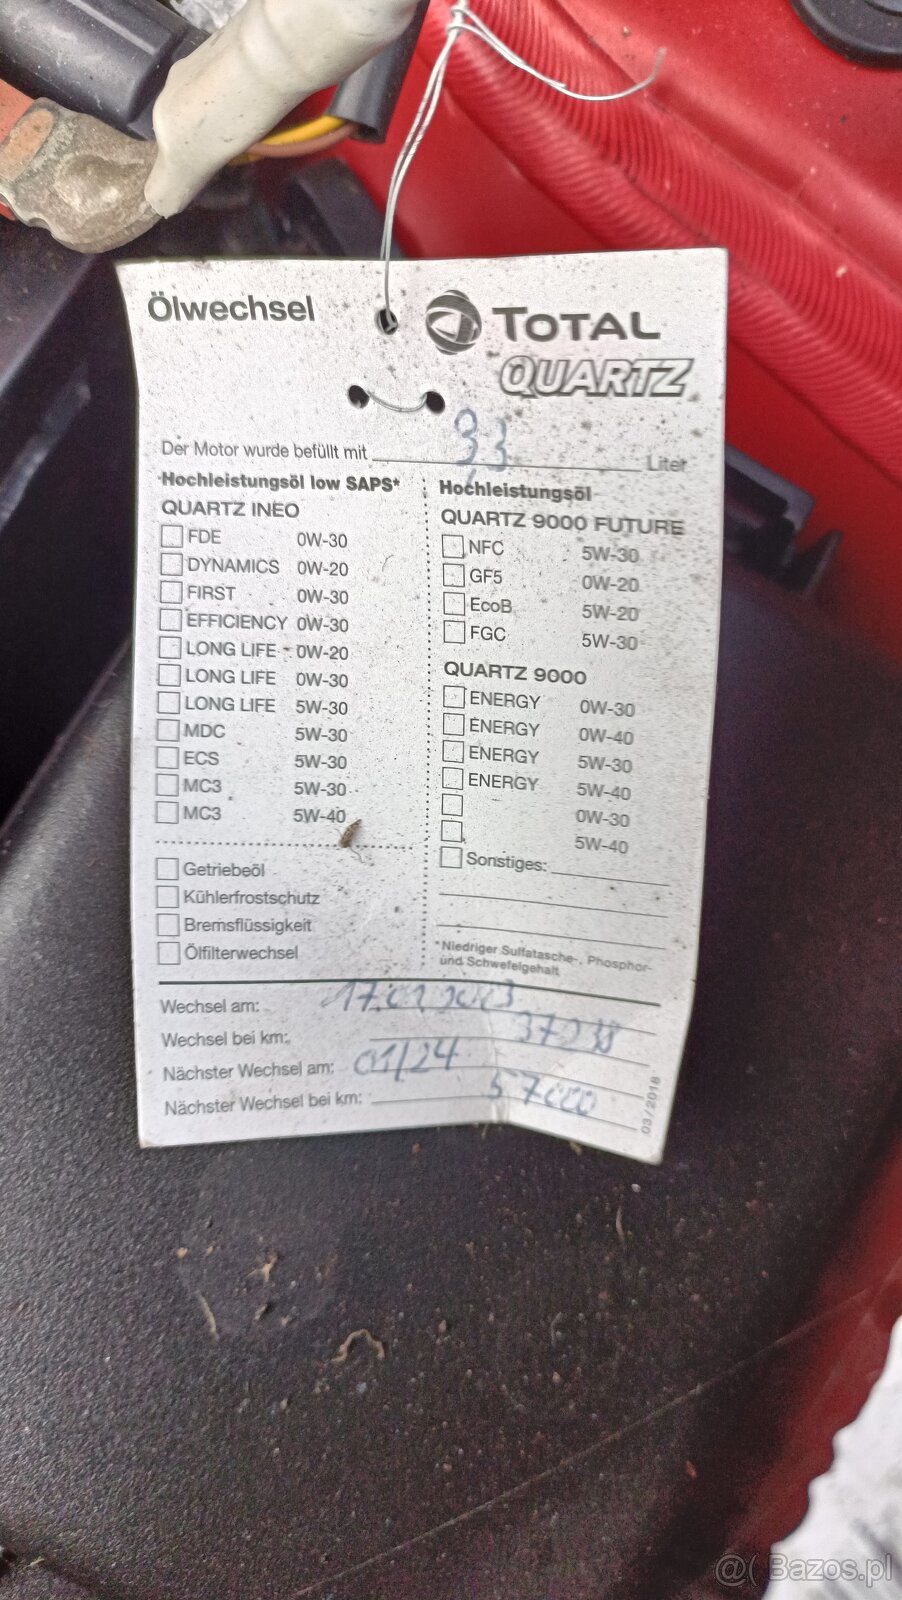 Ölwechsel
TOTAL
QUARTZ
Der Motor wurde befüllt mit 3,3 Liter
Hochleistungsöl low SAPS*
QUARTZ INEO
FDE 0W-30
DYNAMICS 0W-20
FIRST 0W-30
EFFICIENCY 0W-30
LONG LIFE 0W-20
LONG LIFE 0W-30
LONG LIFE 5W-30
MDC 5W-30
ECS 5W-30
MC3 5W-30
MC3 5W-40
Getriebeöl
Kühlerfrostschutz
Bremsflüssigkeit
Ölfilterwechsel
Hochleistungsöl
QUARTZ 9000 FUTURE
NFC 5W-30
GF5 0W-20
EcoB 5W-20
FGC 5W-30
QUARTZ 9000
ENERGY 0W-30
ENERGY 0W-40
ENERGY 5W-30
ENERGY 5W-40
0W-30
5W-40
Sonstiges:
*Niedriger Sulfatasche-, Phosphor-
und Schwefelgehalt
Wechsel am: 17.01.2023
Wechsel bei km: 37238
Nächster Wechsel am: 01/24
Nächster Wechsel bei km: 57000
03/2018
@( Bazos.pl